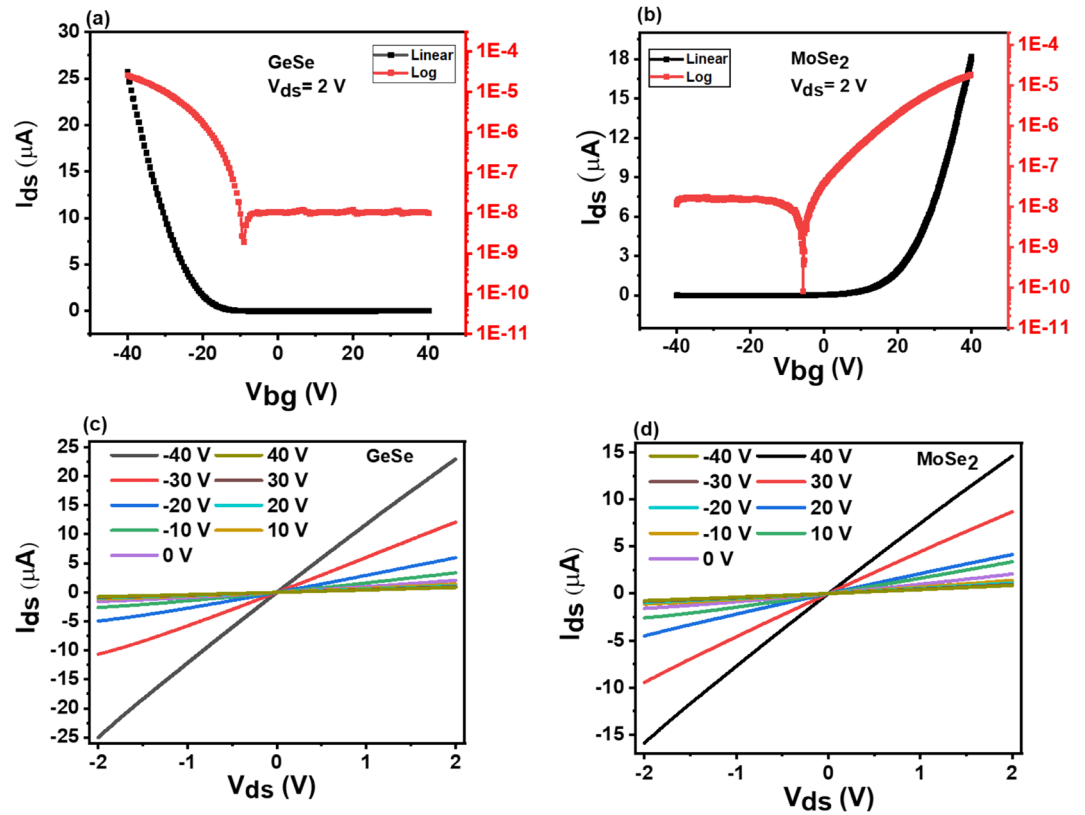 (a)
30
25
20
15
10
5
0
Ids (μA)
GeSe
Vds= 2 V
Linear
Log
1E-4
1E-5
1E-6
1E-7
1E-8
1E-9
1E-10
1E-11
-40 -20 0 20 40
Vbg (V)
(b)
18
15
12
9
6
3
0
Ids (μA)
Linear
Log
MoSe2
Vds= 2 V
1E-4
1E-5
1E-6
1E-7
1E-8
1E-9
1E-10
1E-11
-40 -20 0 20 40
Vbg (V)
(c)
25
20
15
10
5
0
-5
-10
-15
-20
-25
Ids (μA)
-40 V 40 V
-30 V 30 V
-20 V 20 V
-10 V 10 V
0 V
GeSe
-2 -1 0 1 2
Vds (V)
(d)
15
10
5
0
-5
-10
-15
Ids (μA)
-40 V 40 V
-30 V 30 V
-20 V 20 V
-10 V 10 V
0 V
MoSe2
-2 -1 0 1 2
Vds (V)